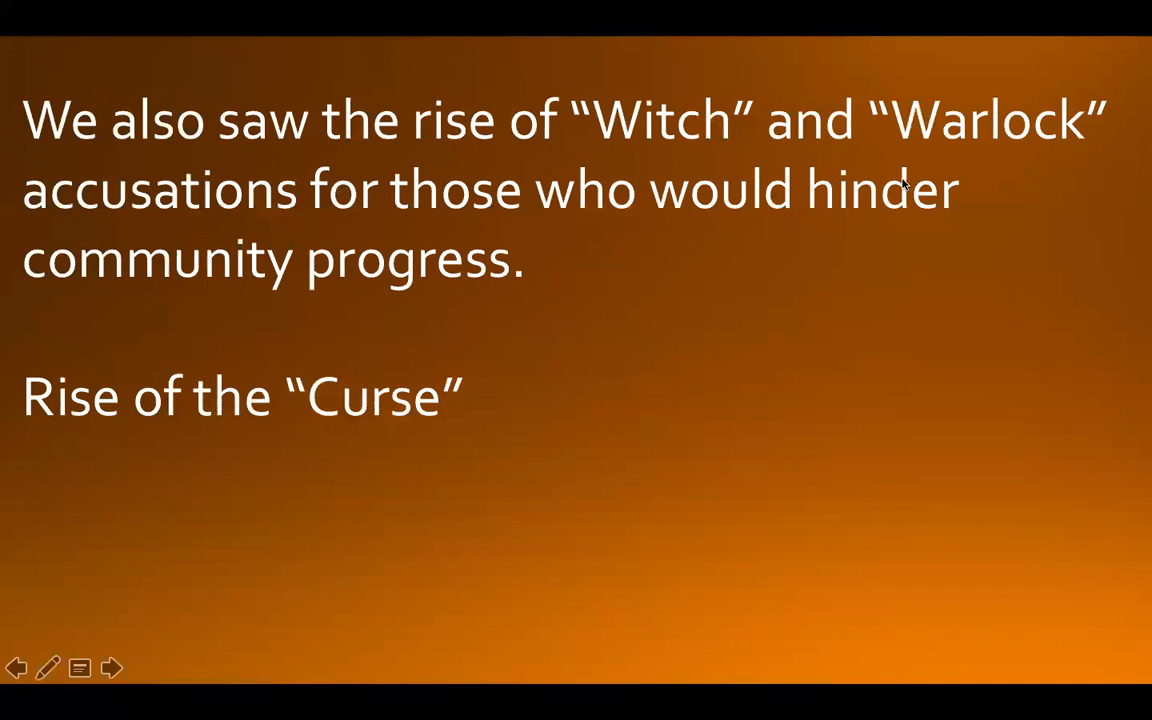 We also saw the rise of “Witch” and “Warlock”
accusations for those who would hinder
community progress.
Rise of the “Curse”